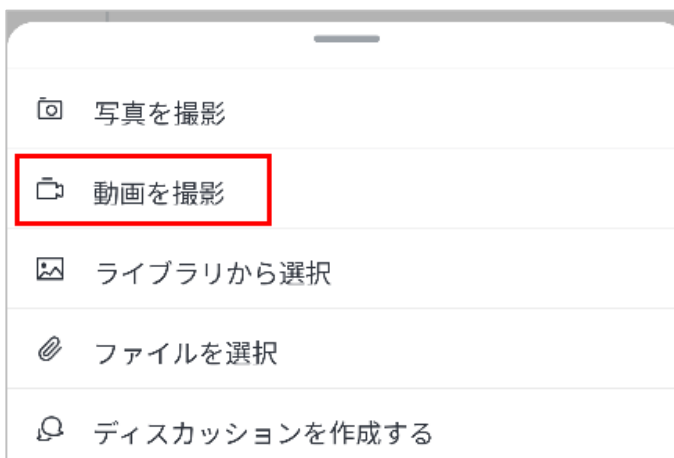 写真を撮影
動画を撮影
ライブラリから選択
ファイルを選択
ディスカッションを作成する